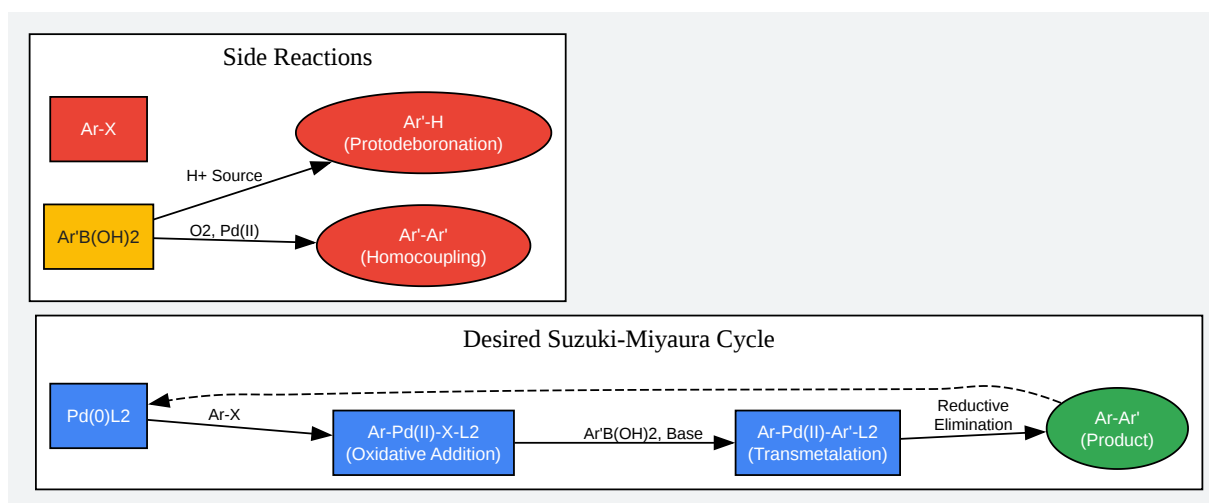 Side Reactions
Ar-X
Ar'-H
(Protodeboronation)
H+ Source
Ar'B(OH)2
O2, Pd(II)
Ar'-Ar'
(Homocoupling)
Desired Suzuki-Miyaura Cycle
Pd(0)L2
Ar-X
Ar-Pd(II)-X-L2
(Oxidative Addition)
Ar'B(OH)2, Base
Ar-Pd(II)-Ar'-L2
(Transmetalation)
Reductive
Elimination
Ar-Ar'
(Product)